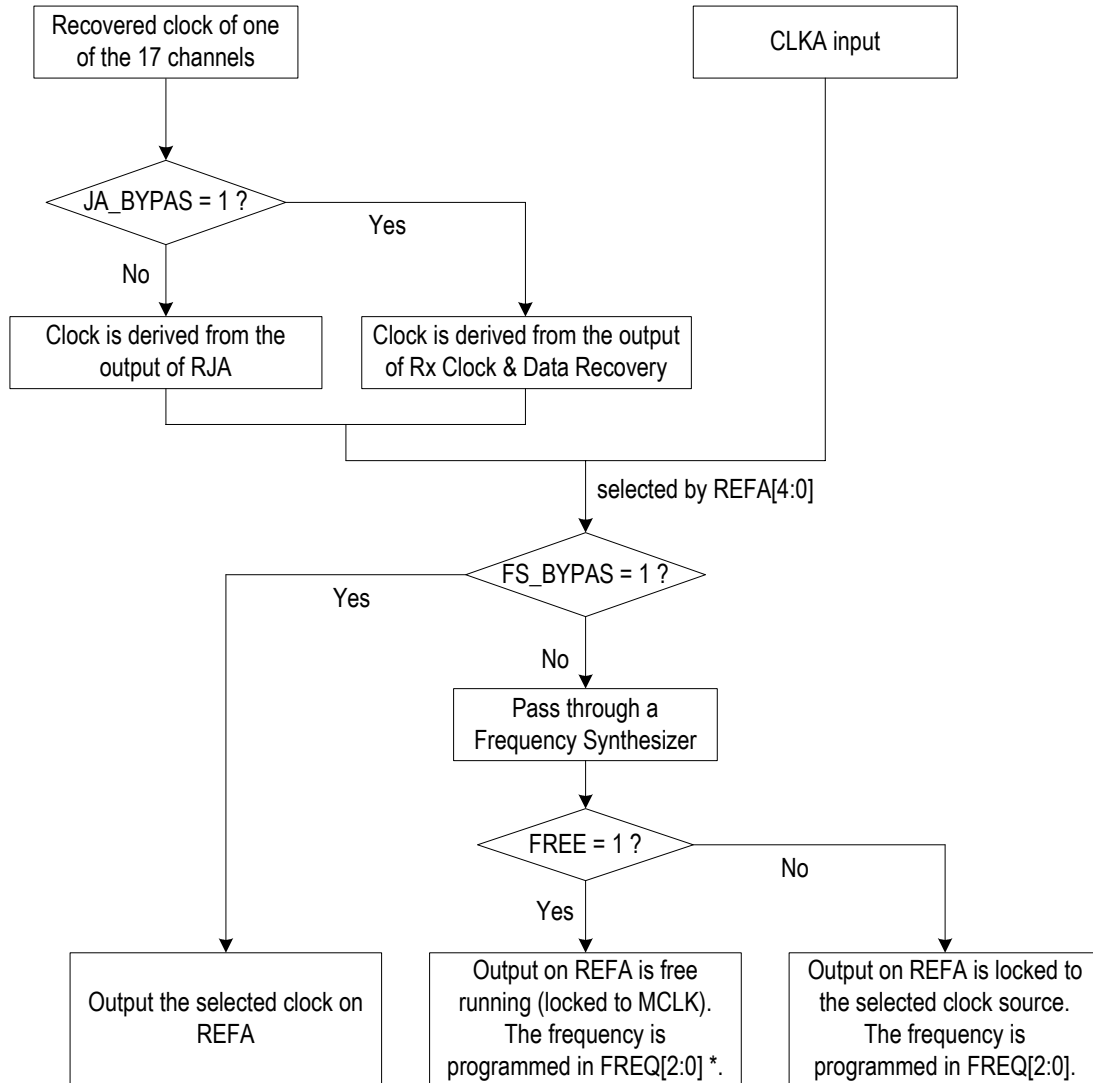 Recovered clock of one
of the 17 channels
CLKA input
JA_BYPAS = 1 ?
Yes
No
Clock is derived from the
output of RJA
Clock is derived from the output
of Rx Clock & Data Recovery
selected by REFA[4:0]
FS_BYPAS = 1 ?
Yes
No
Pass through a
Frequency Synthesizer
FREE = 1 ?
No
Yes
Output the selected clock on
REFA
Output on REFA is free
running (locked to MCLK).
The frequency is
programmed in FREQ[2:0] *.
Output on REFA is locked to
the selected clock source.
The frequency is
programmed in FREQ[2:0].